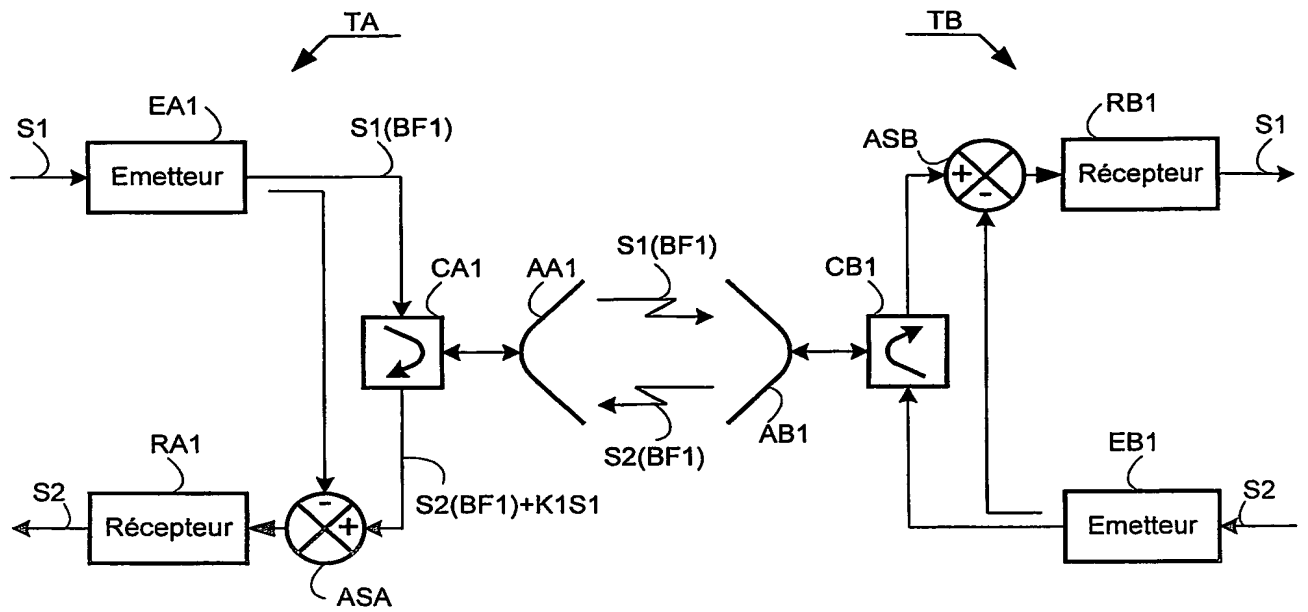 TA
TB
EA1
S1
S1(BF1)
Emetteur
RB1
ASB
S1
+
-
Récepteur
CA1
AA1
S1(BF1)
CB1
S2(BF1)
AB1
RA1
S2
Récepteur
-
+
S2(BF1)+K1S1
ASA
EB1
S2
Emetteur